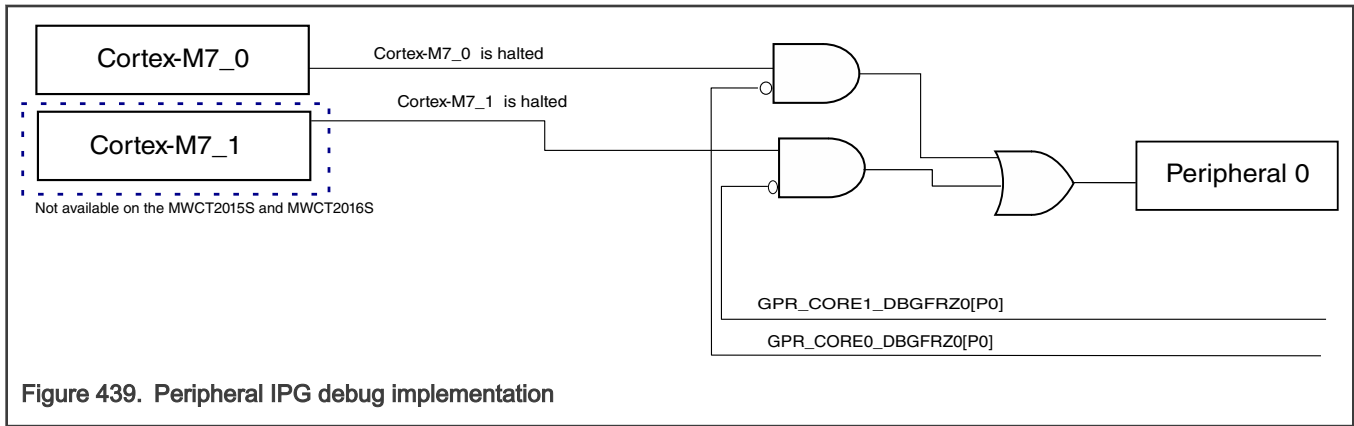 Cortex-M7_0
Cortex-M7_0 is halted
Cortex-M7_1 is halted
Cortex-M7_1
Peripheral 0
Not available on the MWCT2015S and MWCT2016S
GPR_CORE1_DBGFRZ0[P0]
GPR_CORE0_DBGFRZ0[P0]
Figure 439. Peripheral IPG debug implementation